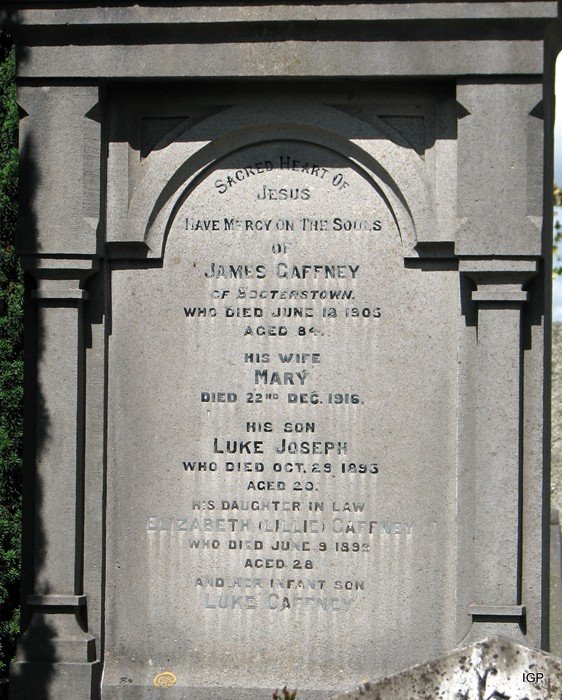 SACRED HEART OF
JESUS
HAVE MERCY ON THE SOULS
OF
JAMES GAFFNEY
OF BOOTERSTOWN.
WHO DIED JUNE 18 1905
AGED 84.
HIS WIFE
MARY
DIED 22ND DEC. 1916.
HIS SON
LUKE JOSEPH
WHO DIED OCT. 29 1893
AGED 20.
HIS DAUGHTER IN LAW
ELIZABETH (LILLIE) GAFFNEY
WHO DIED JUNE 9 1892
AGED 28
AND HER INFANT SON
LUKE GAFFNEY
IGP